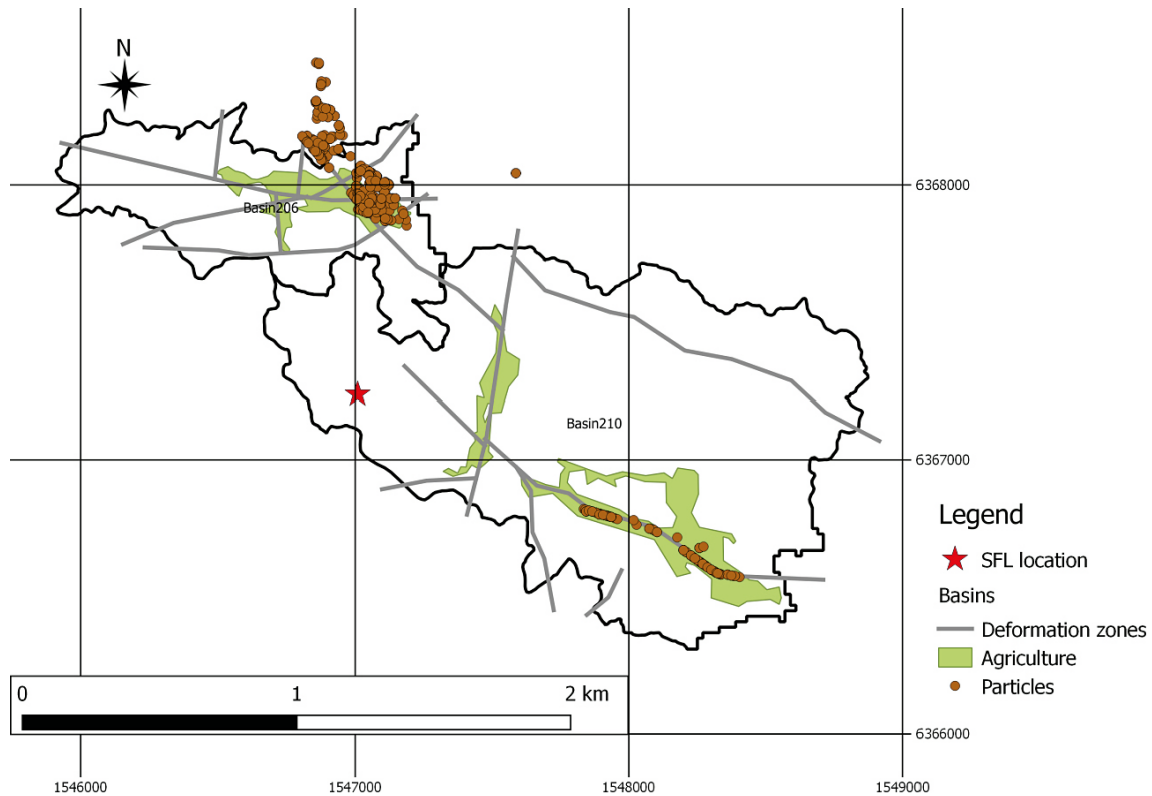 N
Basin206
6368000
Basin210
6367000
Legend
SFL location
Basins
Deformation zones
Agriculture
Particles
0 1 2 km
6366000
1546000 1547000 1548000 1549000